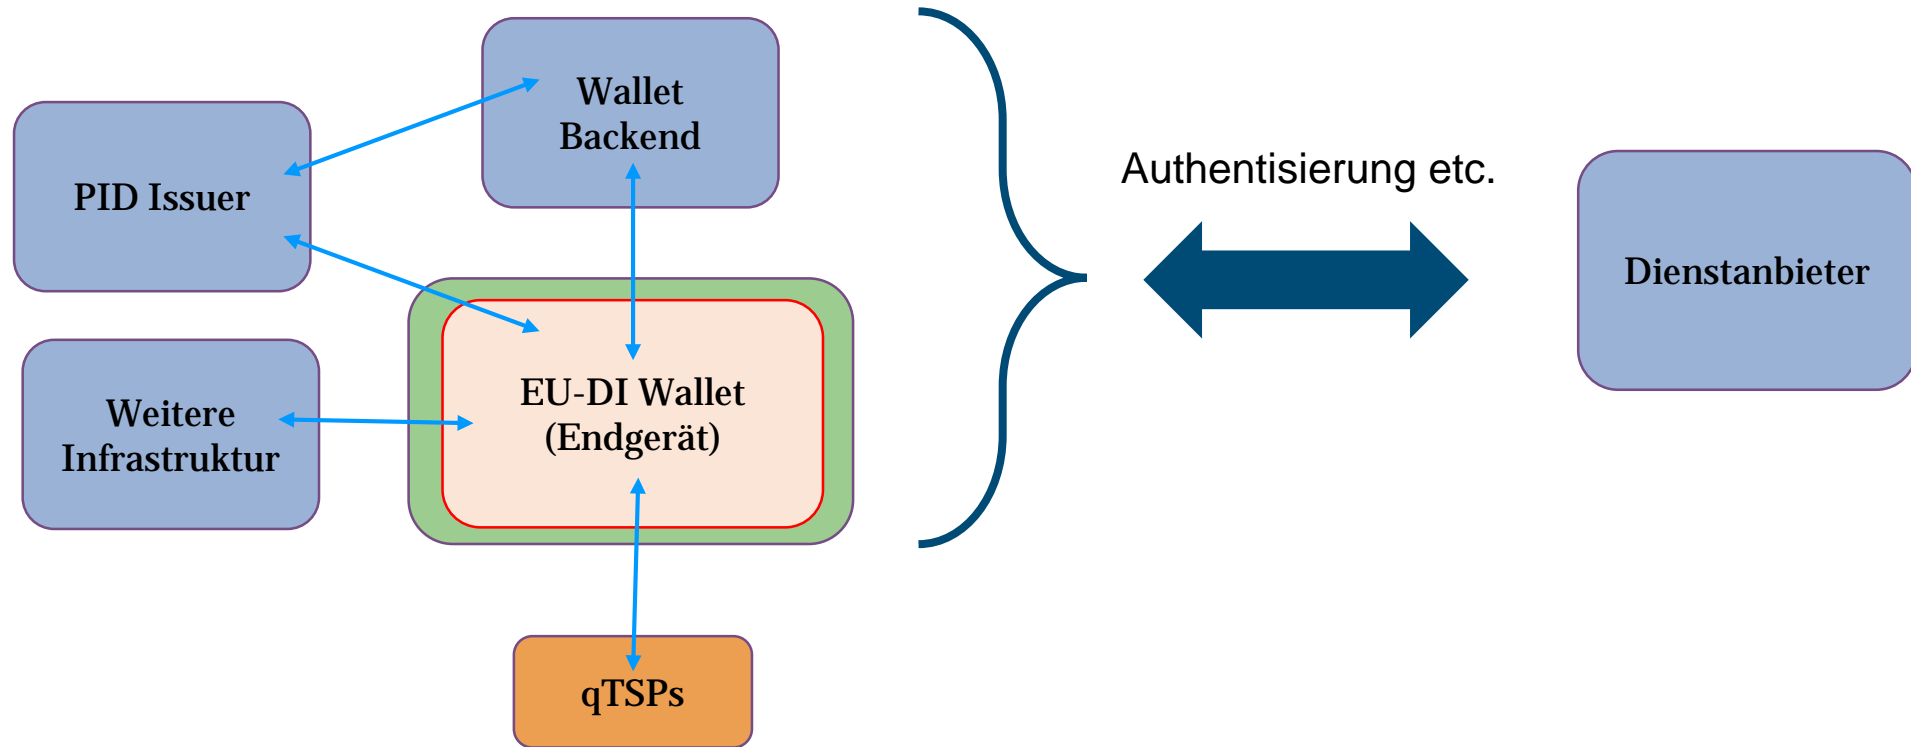 Wallet
Backend
PID Issuer
Authentisierung etc.
Dienstanbieter
EU-DI Wallet
(Endgerät)
Weitere
Infrastruktur
qTSPs